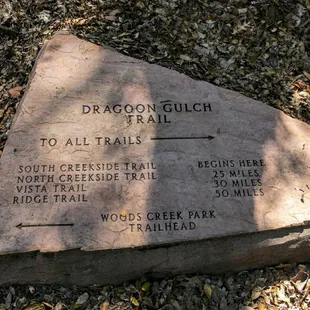 DRAGOON GULCH
TRAIL
TO ALL TRAILS
SOUTH CREEKSIDE TRAIL BEGINS HERE
NORTH CREEKSIDE TRAIL .25 MILES
VISTA TRAIL .30 MILES
RIDGE TRAIL .50 MILES
WOODS CREEK PARK
TRAILHEAD